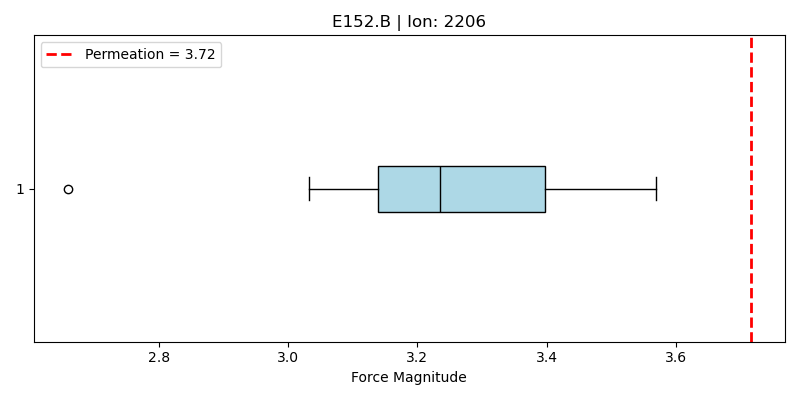 E152.B | Ion: 2206
Permeation = 3.72
1
2.8 3.0 3.2 3.4 3.6
Force Magnitude